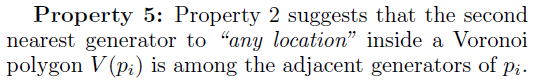 Property 5: Property 2 suggests that the second
nearest generator to “any location” inside a Voronoi
polygon V(pᵢ) is among the adjacent generators of pᵢ.